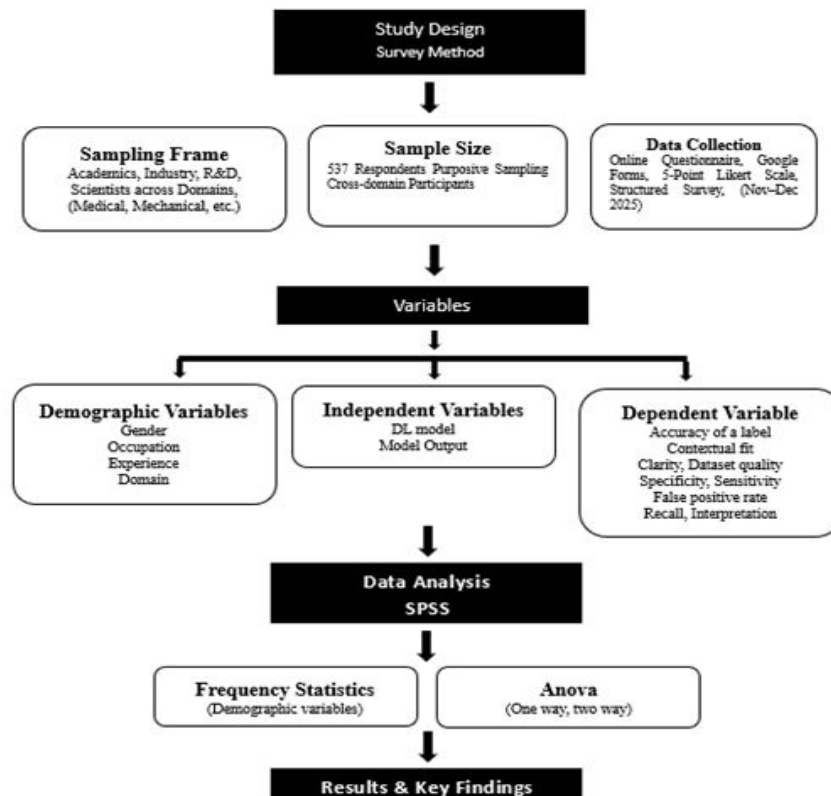 Study Design
Survey Method
Sampling Frame
Academics, Industry, R&D,
Scientists across Domains,
(Medical, Mechanical, etc.)
Sample Size
537 Respondents Purposive Sampling
Cross-domain Participants
Data Collection
Online Questionnaire, Google
Forms, 5-Point Likert Scale,
Structured Survey, (Nov–Dec
2025)
Variables
Demographic Variables
Gender
Occupation
Experience
Domain
Independent Variables
DL model
Model Output
Dependent Variable
Accuracy of a label
Contextual fit
Clarity, Dataset quality
Specificity, Sensitivity
False positive rate
Recall, Interpretation
Data Analysis
SPSS
Frequency Statistics
(Demographic variables)
Anova
(One way, two way)
Results & Key Findings